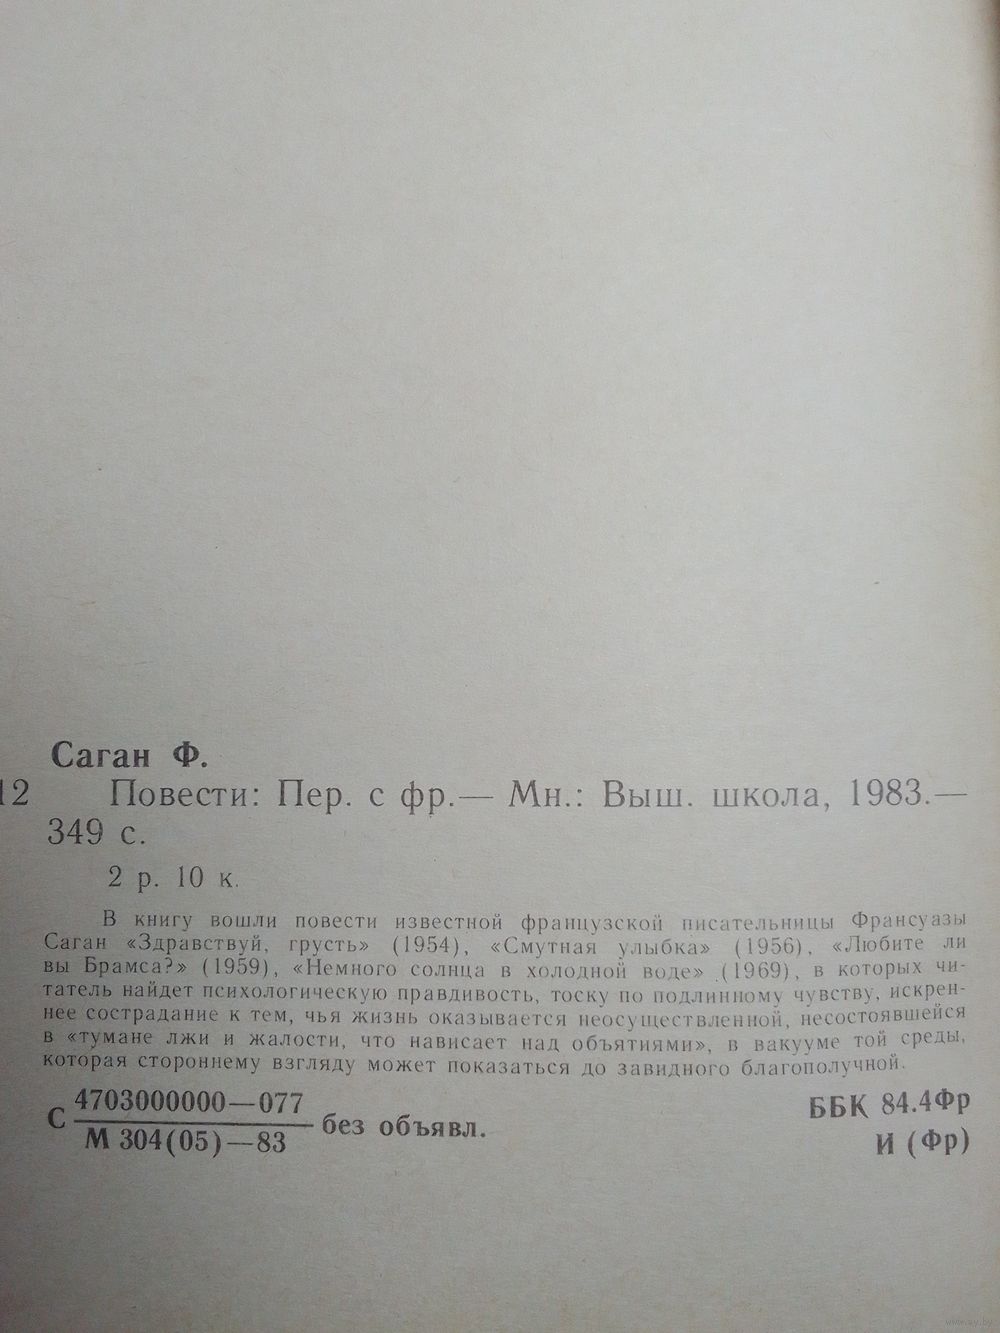 Саган Ф.
12 Повести: Пер. с фр.— Мн.: Выш. школа, 1983.—
349 с.
2 р. 10 к.
В книгу вошли повести известной французской писательницы Франсуазы
Саган «Здравствуй, грусть» (1954), «Смутная улыбка» (1956), «Любите ли
вы Брамса?» (1959), «Немного солнца в холодной воде» (1969), в которых чи-
татель найдет психологическую правдивость, тоску по подлинному чувству, искрен-
нее сострадание к тем, чья жизнь оказывается неосуществленной, несостоявшейся
в «тумане лжи и жалости, что нависает над объятиями», в вакууме той среды,
которая стороннему взгляду может показаться до завидного благополучной.
С 4703000000—077
М 304(05)—83 без объявл.
ББК 84.4Фр
И (Фр)
www.ay.by